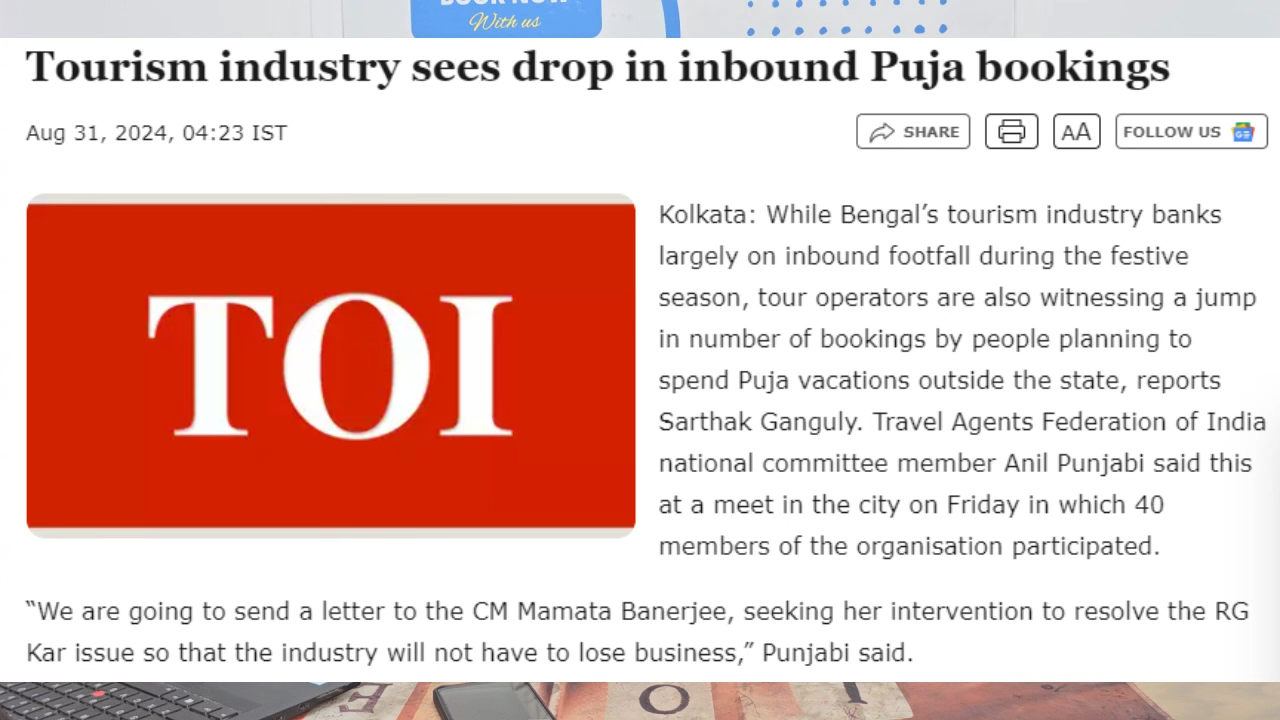 BOOK NOW
With us
Tourism industry sees drop in inbound Puja bookings
Aug 31, 2024, 04:23 IST
SHARE
AA
FOLLOW US
TOI
Kolkata: While Bengal’s tourism industry banks
largely on inbound footfall during the festive
season, tour operators are also witnessing a jump
in number of bookings by people planning to
spend Puja vacations outside the state, reports
Sarthak Ganguly. Travel Agents Federation of India
national committee member Anil Punjabi said this
at a meet in the city on Friday in which 40
members of the organisation participated.
“We are going to send a letter to the CM Mamata Banerjee, seeking her intervention to resolve the RG
Kar issue so that the industry will not have to lose business,” Punjabi said.